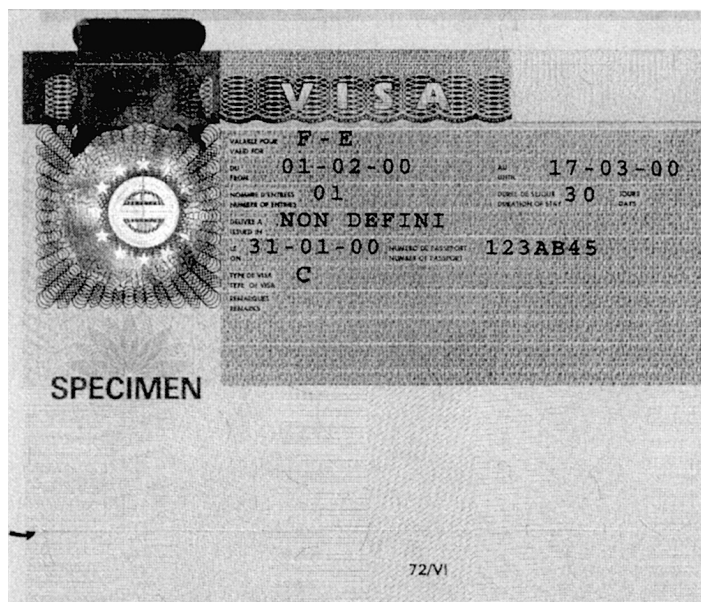 VISA
VALABLE POUR F-E
VALID FOR
DU 01-02-00 AU 17-03-00
FROM UNTIL
NOMBRE D'ENTREES 01 DUREE DE SEJOUR 30 JOURS
NUMBER OF ENTRIES DURATION OF STAY DAYS
DELIVRE A NON DEFINI
ISSUED IN
LE 31-01-00 NUMERO DE PASSEPORT 123AB45
ON NUMBER OF PASSPORT
TYPE DE VISA C
TYPE OF VISA
REMARQUES
REMARKS
SPECIMEN
72/VI